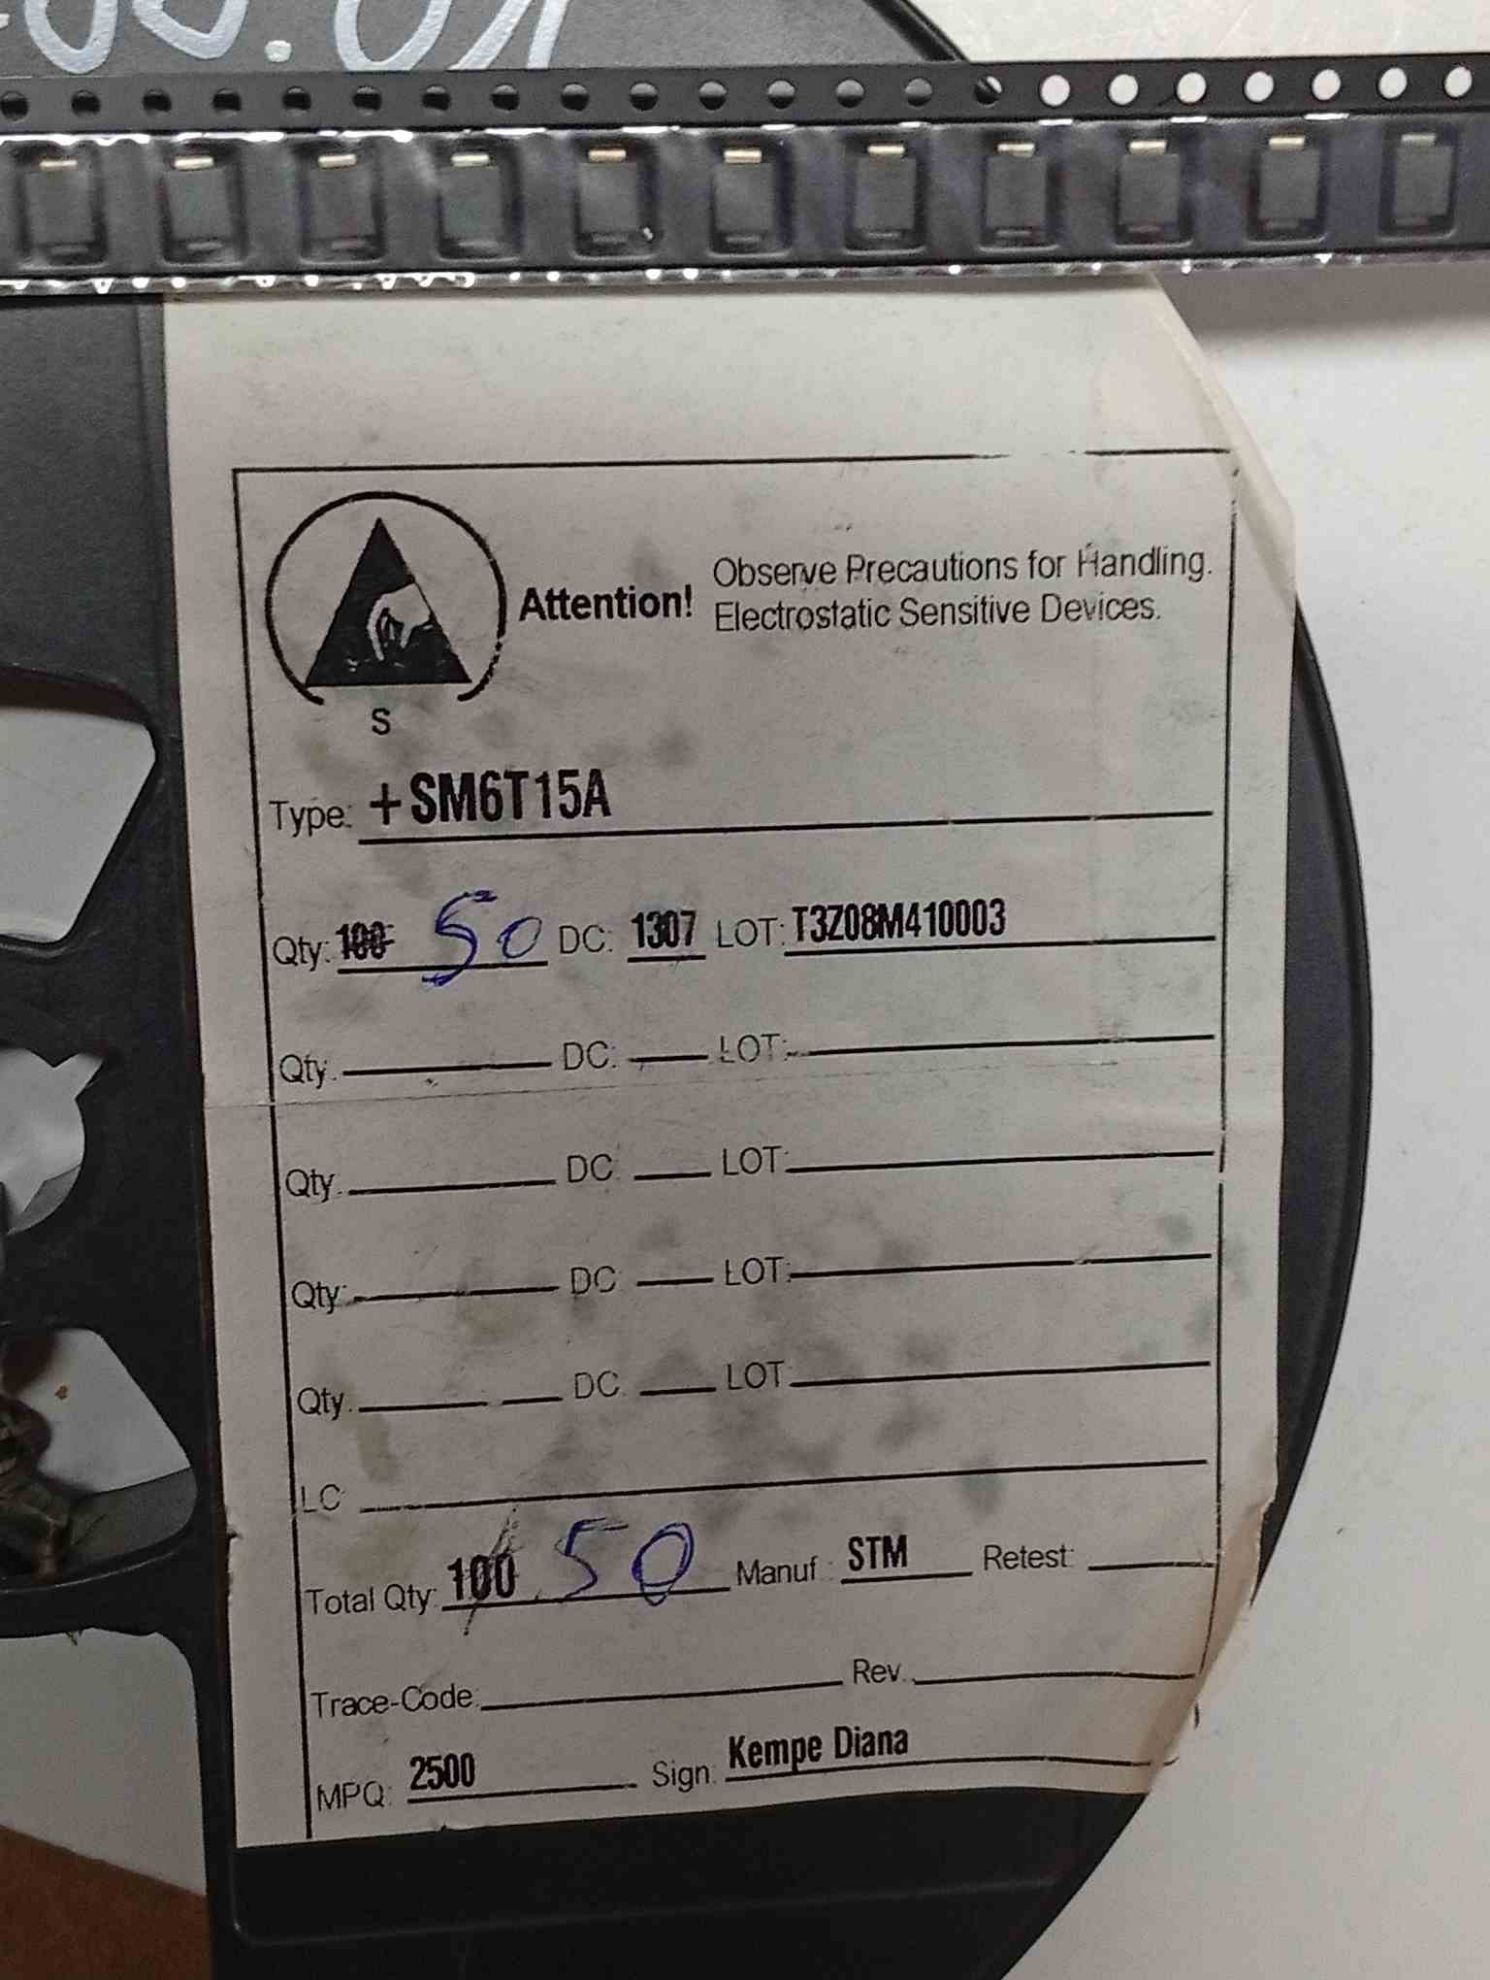 Attention! Observe Precautions for Handling.
Electrostatic Sensitive Devices.
S
Type: +SM6T15A
Qty: 100 50 DC: 1307 LOT: T3Z08M410003
Qty: DC: LOT:
Qty: DC LOT:
Qty: DC LOT:
Qty: DC LOT
LC
Total Qty: 100 50 Manuf.: STM Retest:
Trace-Code: Rev.:
MPQ: 2500 Sign: Kempe Diana